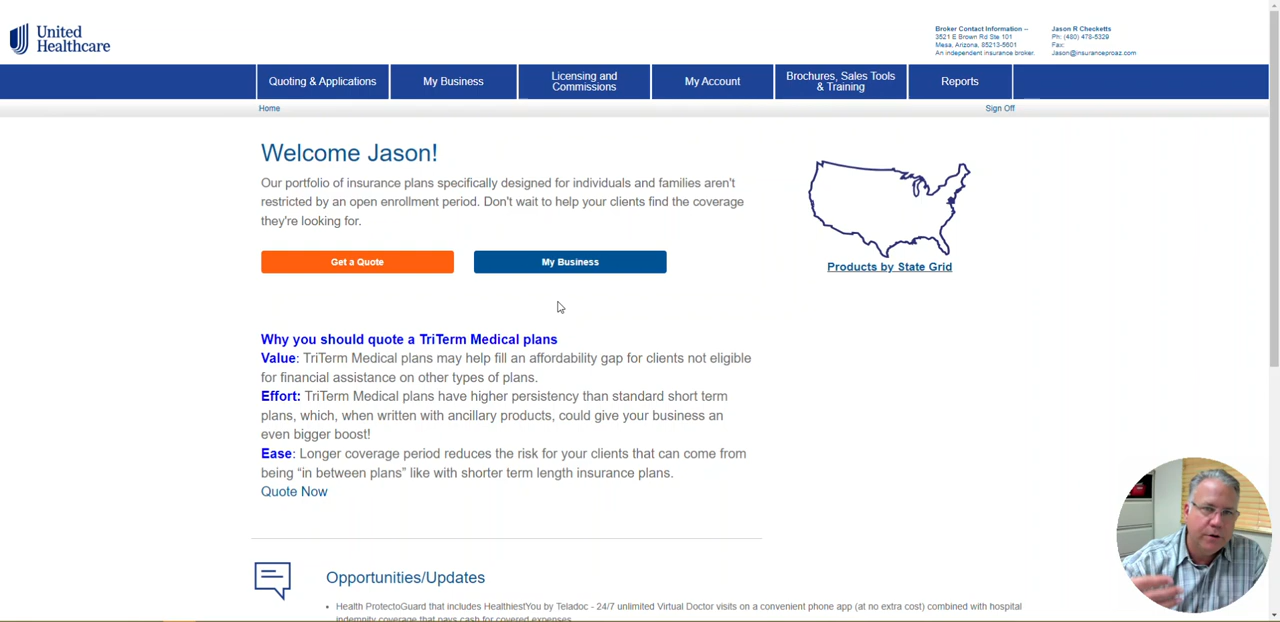 United
Healthcare
Broker Contact Information --
3521 E Brown Rd Ste 101
Mesa, Arizona, 85213-5601
An independent insurance broker.
Jason R Checketts
Ph: (480) 478-5329
Fax:
Jason@insuranceproaz.com
Quoting & Applications
My Business
Licensing and
Commissions
My Account
Brochures, Sales Tools
& Training
Reports
Home
Sign Off
Welcome Jason!
Our portfolio of insurance plans specifically designed for individuals and families aren't
restricted by an open enrollment period. Don't wait to help your clients find the coverage
they're looking for.
Get a Quote
My Business
Products by State Grid
Why you should quote a TriTerm Medical plans
Value: TriTerm Medical plans may help fill an affordability gap for clients not eligible
for financial assistance on other types of plans.
Effort: TriTerm Medical plans have higher persistency than standard short term
plans, which, when written with ancillary products, could give your business an
even bigger boost!
Ease: Longer coverage period reduces the risk for your clients that can come from
being “in between plans” like with shorter term length insurance plans.
Quote Now
Opportunities/Updates
• Health ProtectoGuard that includes HealthiestYou by Teladoc - 24/7 unlimited Virtual Doctor visits on a convenient phone app (at no extra cost) combined with hospital
indemnity coverage that pays cash for covered expenses